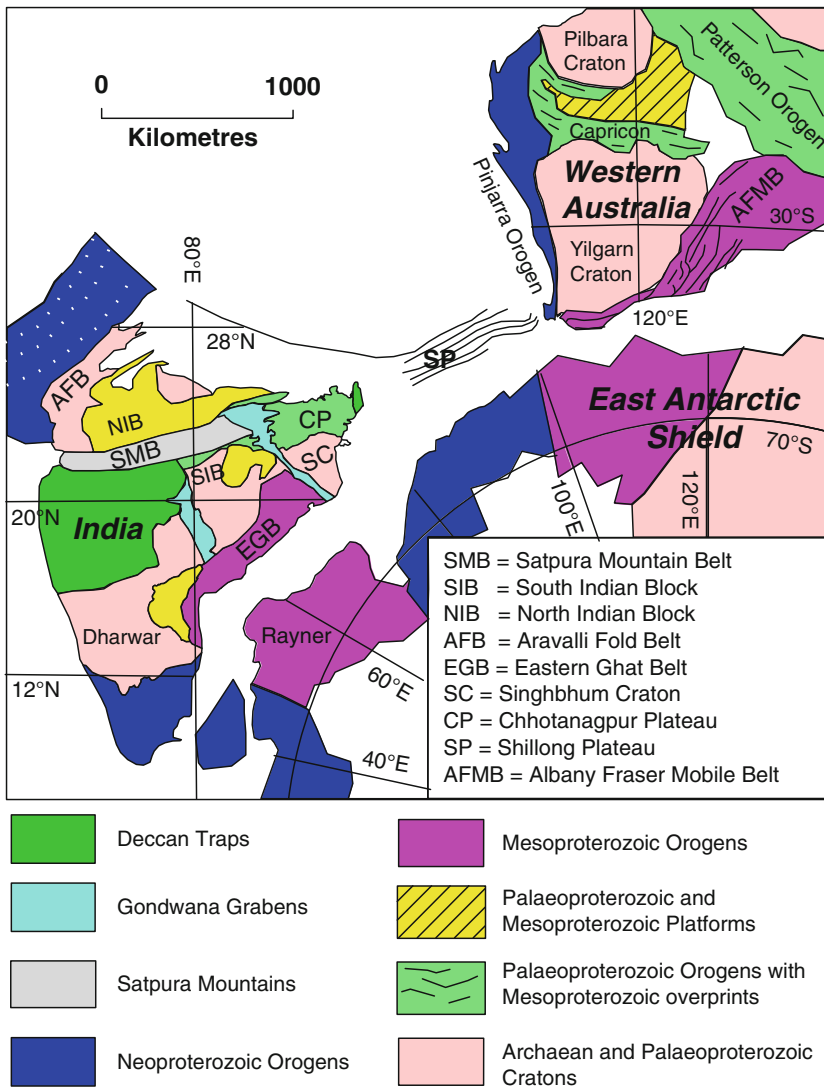 Pilbara
Craton
Patterson Orogen
0 1000
Kilometres
Capricon
Pinjarra Orogen
Western
Australia
AFMB
30°S
Yilgarn
Craton
80°E
120°E
28°N
SP
AFB
NIB
CP
East Antarctic
Shield
70°S
SMB
SIB
SC
100°E
120°E
20°N
India
EGB
Dharwar
Rayner
12°N
60°E
40°E
SMB = Satpura Mountain Belt
SIB = South Indian Block
NIB = North Indian Block
AFB = Aravalli Fold Belt
EGB = Eastern Ghat Belt
SC = Singhbhum Craton
CP = Chhotanagpur Plateau
SP = Shillong Plateau
AFMB = Albany Fraser Mobile Belt
Deccan Traps
Gondwana Grabens
Satpura Mountains
Neoproterozoic Orogens
Mesoproterozoic Orogens
Palaeoproterozoic and
Mesoproterozoic Platforms
Palaeoproterozoic Orogens with
Mesoproterozoic overprints
Archaean and Palaeoproterozoic
Cratons